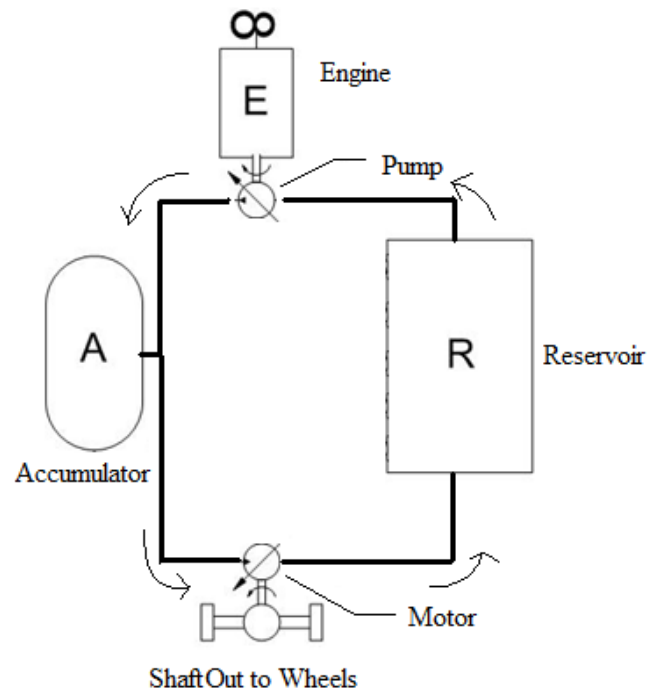 Engine
E
Pump
A
R
Reservoir
Accumulator
Motor
ShaftOut to Wheels